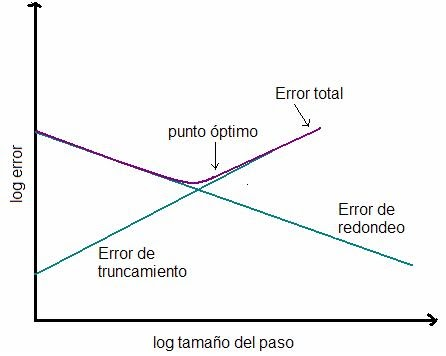 Error total
punto óptimo
log error
Error de
redondeo
Error de
truncamiento
log tamaño del paso